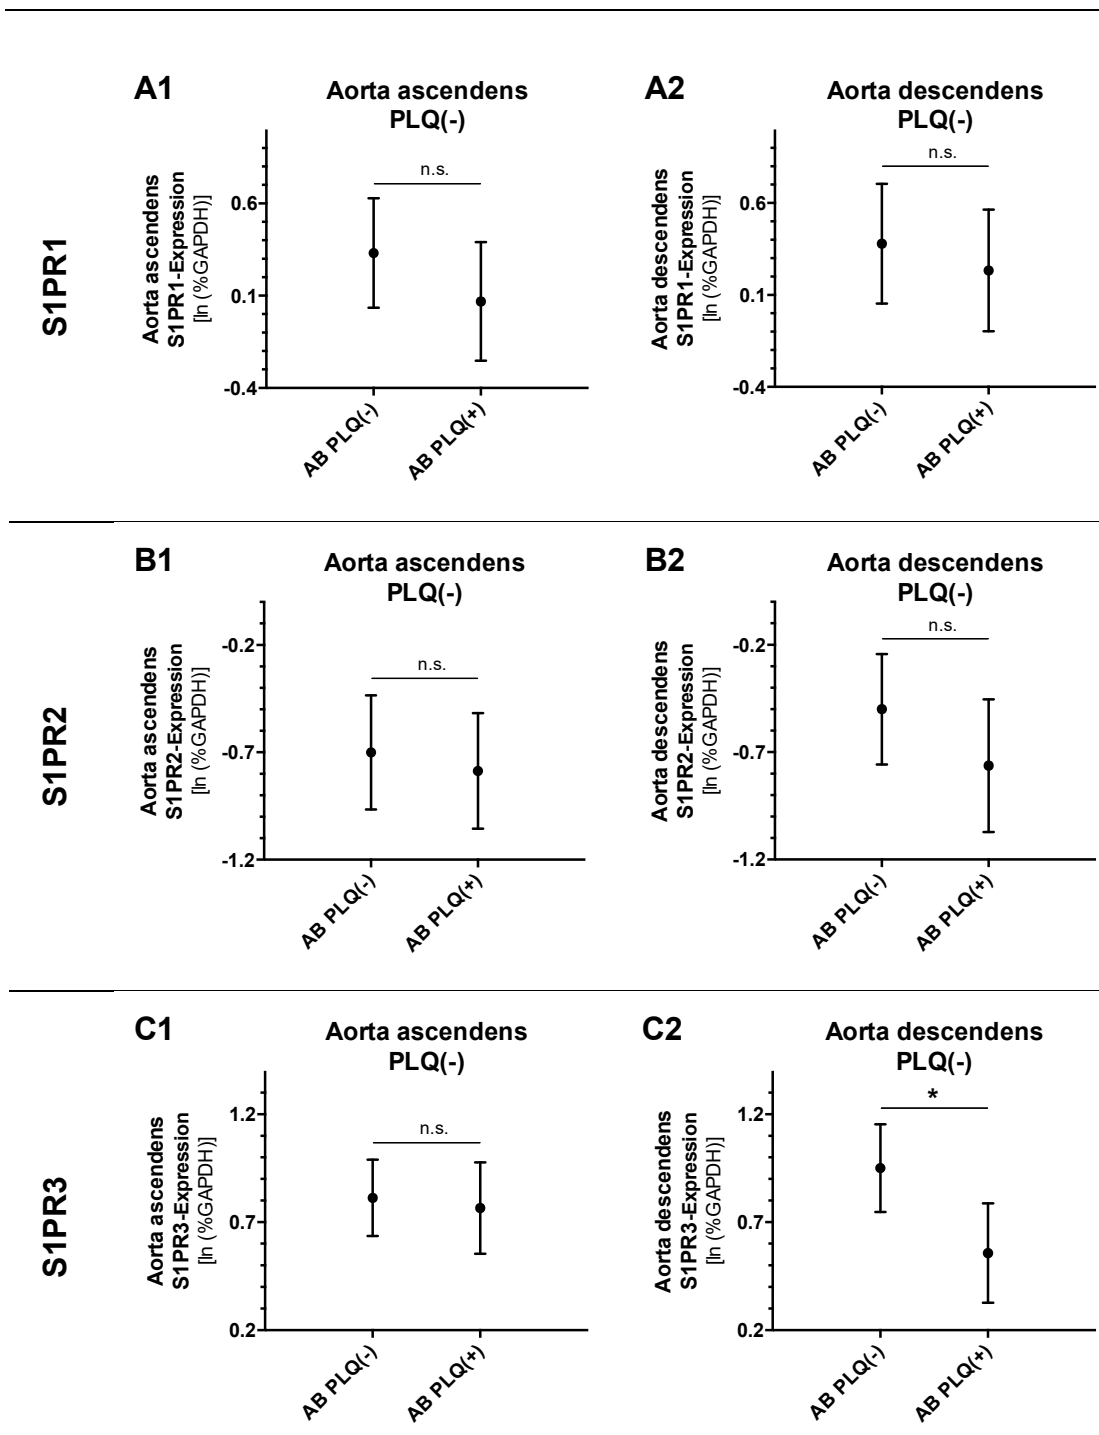 S1PR1
A1
Aorta ascendens
PLQ(-)
Aorta ascendens
S1PR1-Expression
[ln (%GAPDH)]
0.6
0.1
-0.4
n.s.
AB PLQ(-)
AB PLQ(+)
A2
Aorta descendens
PLQ(-)
Aorta descendens
S1PR1-Expression
[ln (%GAPDH)]
0.6
0.1
-0.4
n.s.
AB PLQ(-)
AB PLQ(+)
S1PR2
B1
Aorta ascendens
PLQ(-)
Aorta ascendens
S1PR2-Expression
[ln (%GAPDH)]
-0.2
-0.7
-1.2
n.s.
AB PLQ(-)
AB PLQ(+)
B2
Aorta descendens
PLQ(-)
Aorta descendens
S1PR2-Expression
[ln (%GAPDH)]
-0.2
-0.7
-1.2
n.s.
AB PLQ(-)
AB PLQ(+)
S1PR3
C1
Aorta ascendens
PLQ(-)
Aorta ascendens
S1PR3-Expression
[ln (%GAPDH)]
1.2
0.7
0.2
n.s.
AB PLQ(-)
AB PLQ(+)
C2
Aorta descendens
PLQ(-)
Aorta descendens
S1PR3-Expression
[ln (%GAPDH)]
1.2
0.7
0.2
*
AB PLQ(-)
AB PLQ(+)